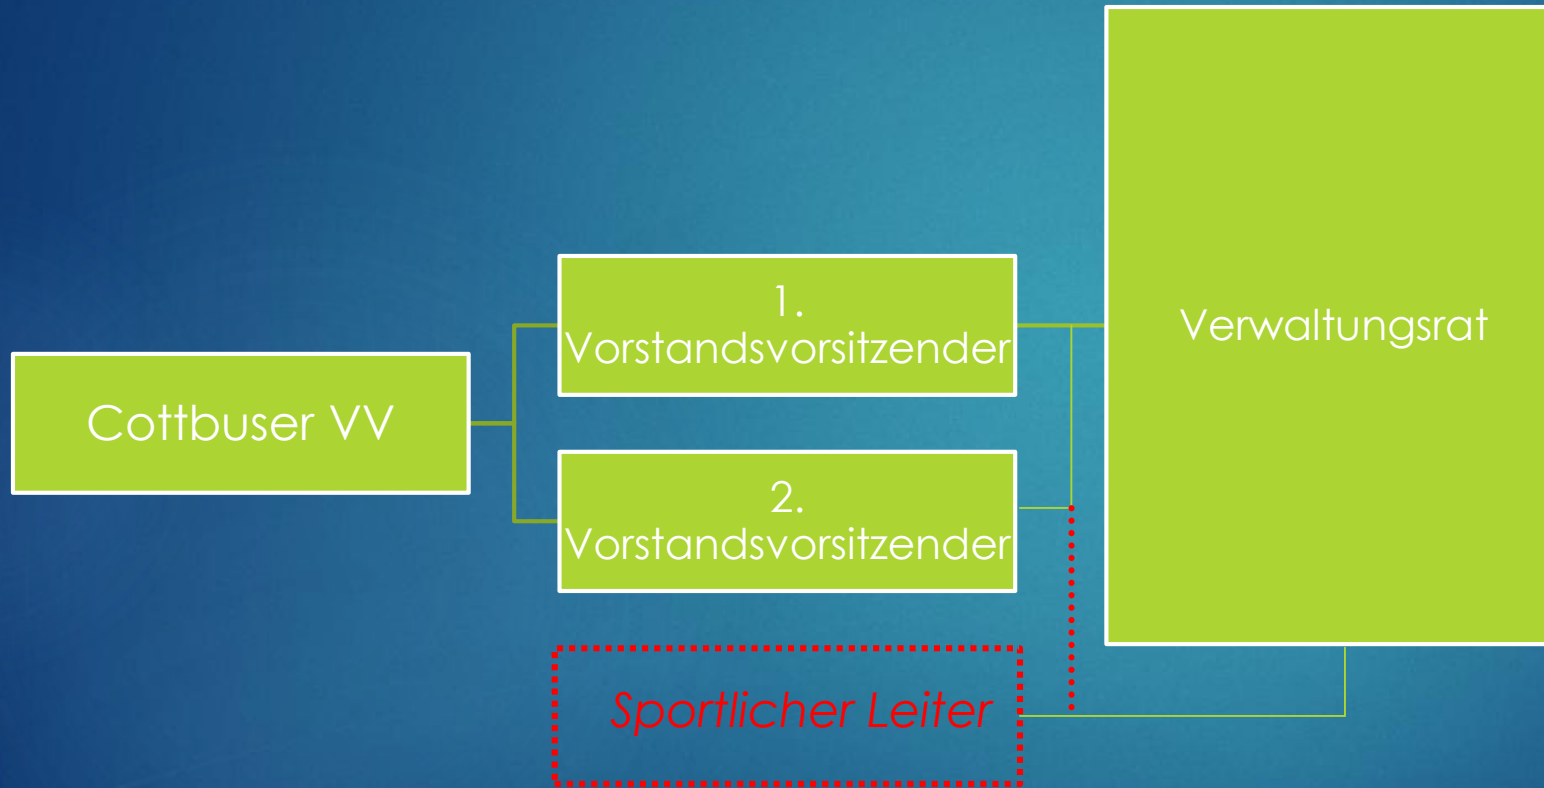 Cottbuser VV
1.
Vorstandsvorsitzender
2.
Vorstandsvorsitzender
Sportlicher Leiter
Verwaltungsrat